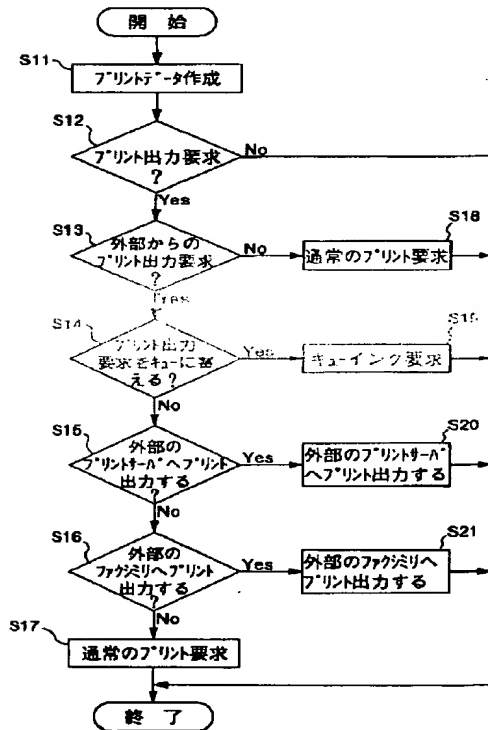 開始
S11
プリントデータ作成
S12
プリント出力要求
?
No
Yes
S13
外部からの
プリント出力要求
?
No
S18
通常のプリント要求
Yes
S14
プリント出力
要求をキューに蓄
える?
Yes
S19
キューイング要求
No
S15
外部の
プリントサーバへプリント
出力する
?
Yes
S20
外部のプリントサーバ
へプリント出力する
No
S16
外部の
ファクシミリへプリント
出力する
?
Yes
S21
外部のファクシミリへ
プリント出力する
No
S17
通常のプリント要求
終了